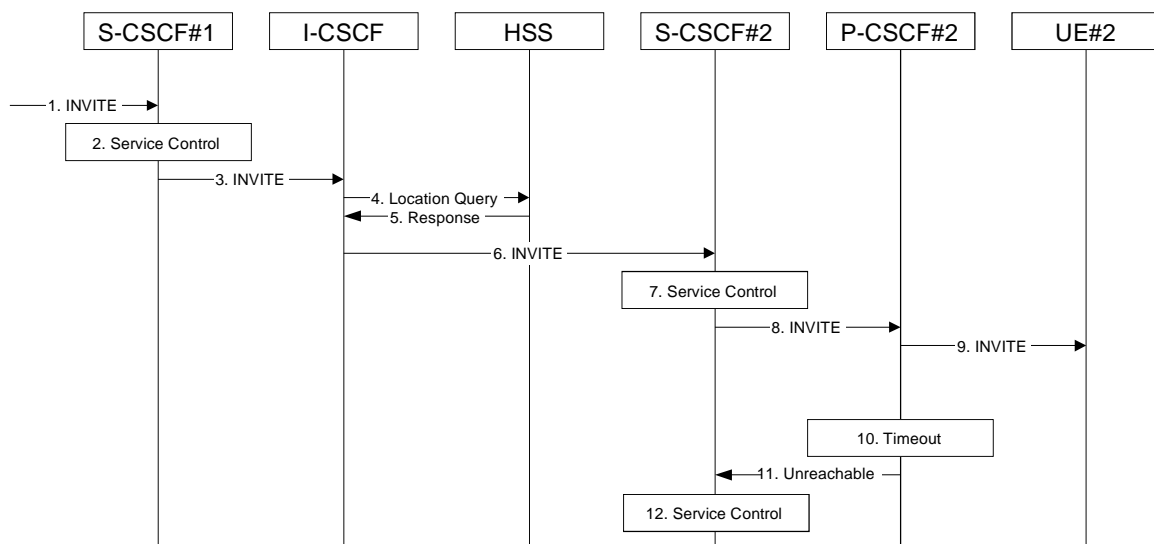 S-CSCF#1
I-CSCF
HSS
S-CSCF#2
P-CSCF#2
UE#2
1. INVITE
2. Service Control
3. INVITE
4. Location Query
5. Response
6. INVITE
7. Service Control
8. INVITE
9. INVITE
10. Timeout
11. Unreachable
12. Service Control